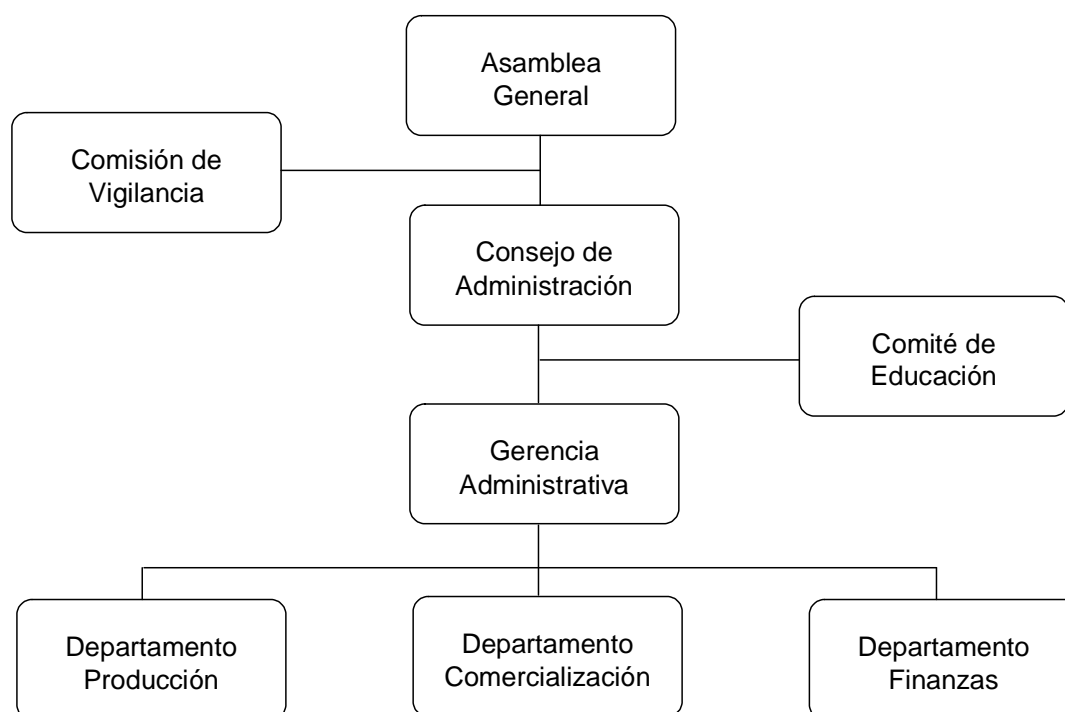 Asamblea
General
Comisión de
Vigilancia
Consejo de
Administración
Comité de
Educación
Gerencia
Administrativa
Departamento
Producción
Departamento
Comercialización
Departamento
Finanzas